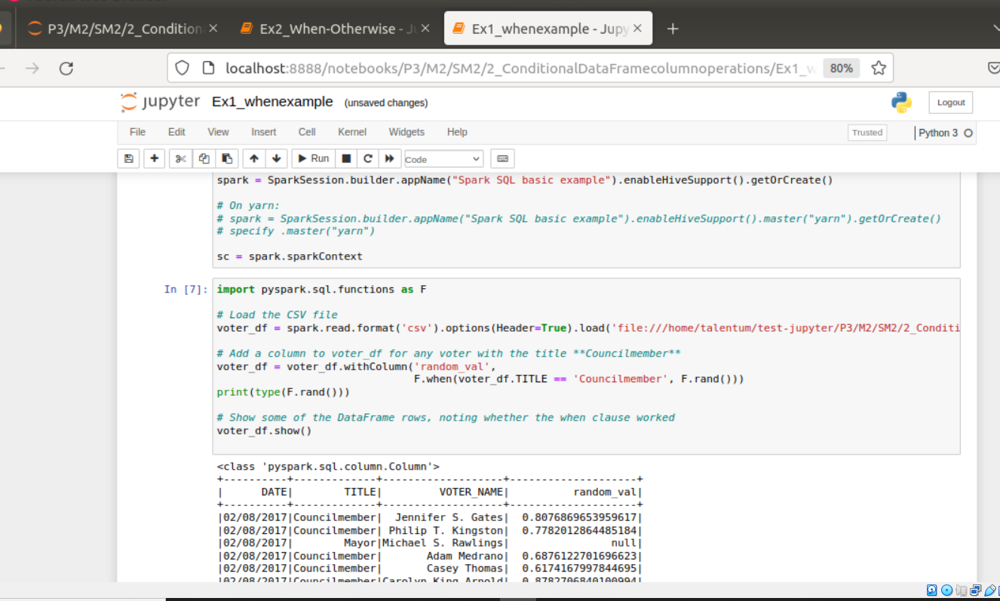 P3/M2/SM2/2_Condition
Ex2_When-Otherwise - Ju
Ex1_whenexample - Jupy
localhost:8888/notebooks/P3/M2/SM2/2_ConditionalDataFramecolumnoperations/Ex1_w
80%
jupyter Ex1_whenexample (unsaved changes)
Logout
File Edit View Insert Cell Kernel Widgets Help
Trusted
Python 3
Run
Code
spark = SparkSession.builder.appName("Spark SQL basic example").enableHiveSupport().getOrCreate()
# On yarn:
# spark = SparkSession.builder.appName("Spark SQL basic example").enableHiveSupport().master("yarn").getOrCreate()
# specify .master("yarn")
sc = spark.sparkContext
In [7]:
import pyspark.sql.functions as F
# Load the CSV file
voter_df = spark.read.format('csv').options(Header=True).load('file:///home/talentum/test-jupyter/P3/M2/SM2/2_Conditi
# Add a column to voter_df for any voter with the title **Councilmember**
voter_df = voter_df.withColumn('random_val',
F.when(voter_df.TITLE == 'Councilmember', F.rand()))
print(type(F.rand()))
# Show some of the DataFrame rows, noting whether the when clause worked
voter_df.show()
<class 'pyspark.sql.column.Column'>
+----------+-------------+-------------------+--------------------+
|      DATE|        TITLE|         VOTER_NAME|          random_val|
+----------+-------------+-------------------+--------------------+
|02/08/2017|Councilmember|  Jennifer S. Gates|  0.8076869653959617|
|02/08/2017|Councilmember| Philip T. Kingston|  0.7782012864485184|
|02/08/2017|        Mayor|Michael S. Rawlings|                null|
|02/08/2017|Councilmember|       Adam Medrano|  0.6876122701696623|
|02/08/2017|Councilmember|       Casey Thomas|  0.6174167997844695|
|02/08/2017|Councilmember|Carolyn King Arnold|  0.8782706840100994|